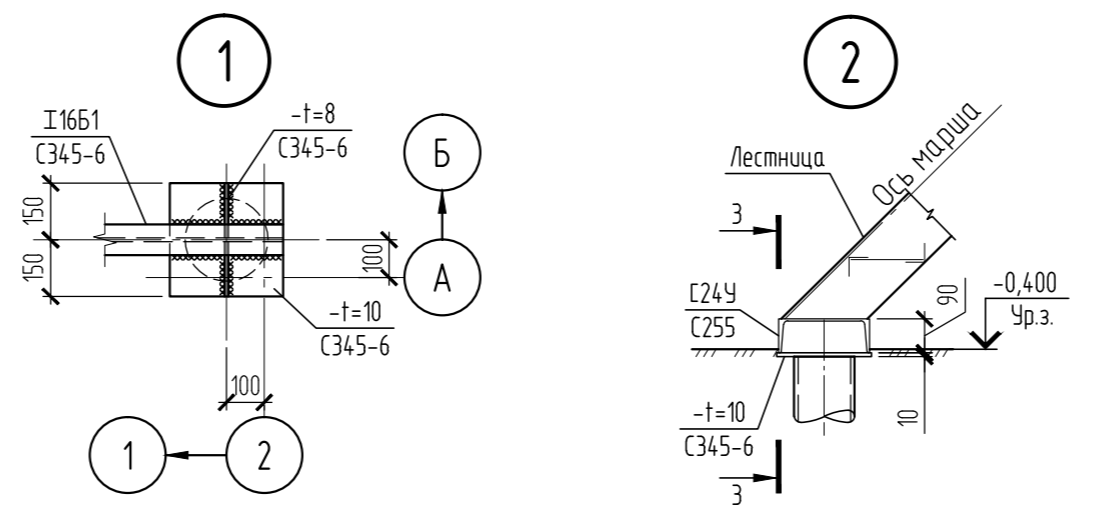 1
I16Б1
С345-6
-t=8
С345-6
Б
А
150
150
100
-t=10
С345-6
100
1
2
2
Ось марша
Лестница
3
[24У
С255
90
-0,400
Ур.з.
-t=10
С345-6
10
3